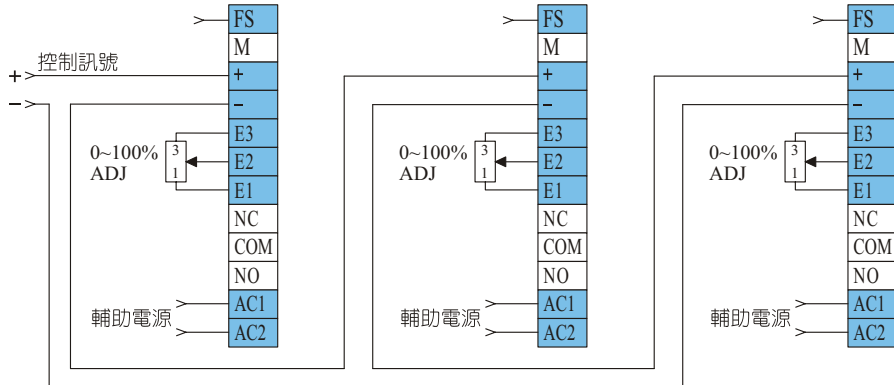 FS
M
+ 控制訊號
+
−
−
E3
0~100%
ADJ
3
1
E2
E1
NC
COM
NO
AC1
輔助電源
AC2
FS
M
+
−
E3
0~100%
ADJ
3
1
E2
E1
NC
COM
NO
AC1
輔助電源
AC2
FS
M
+
−
E3
0~100%
ADJ
3
1
E2
E1
NC
COM
NO
AC1
輔助電源
AC2